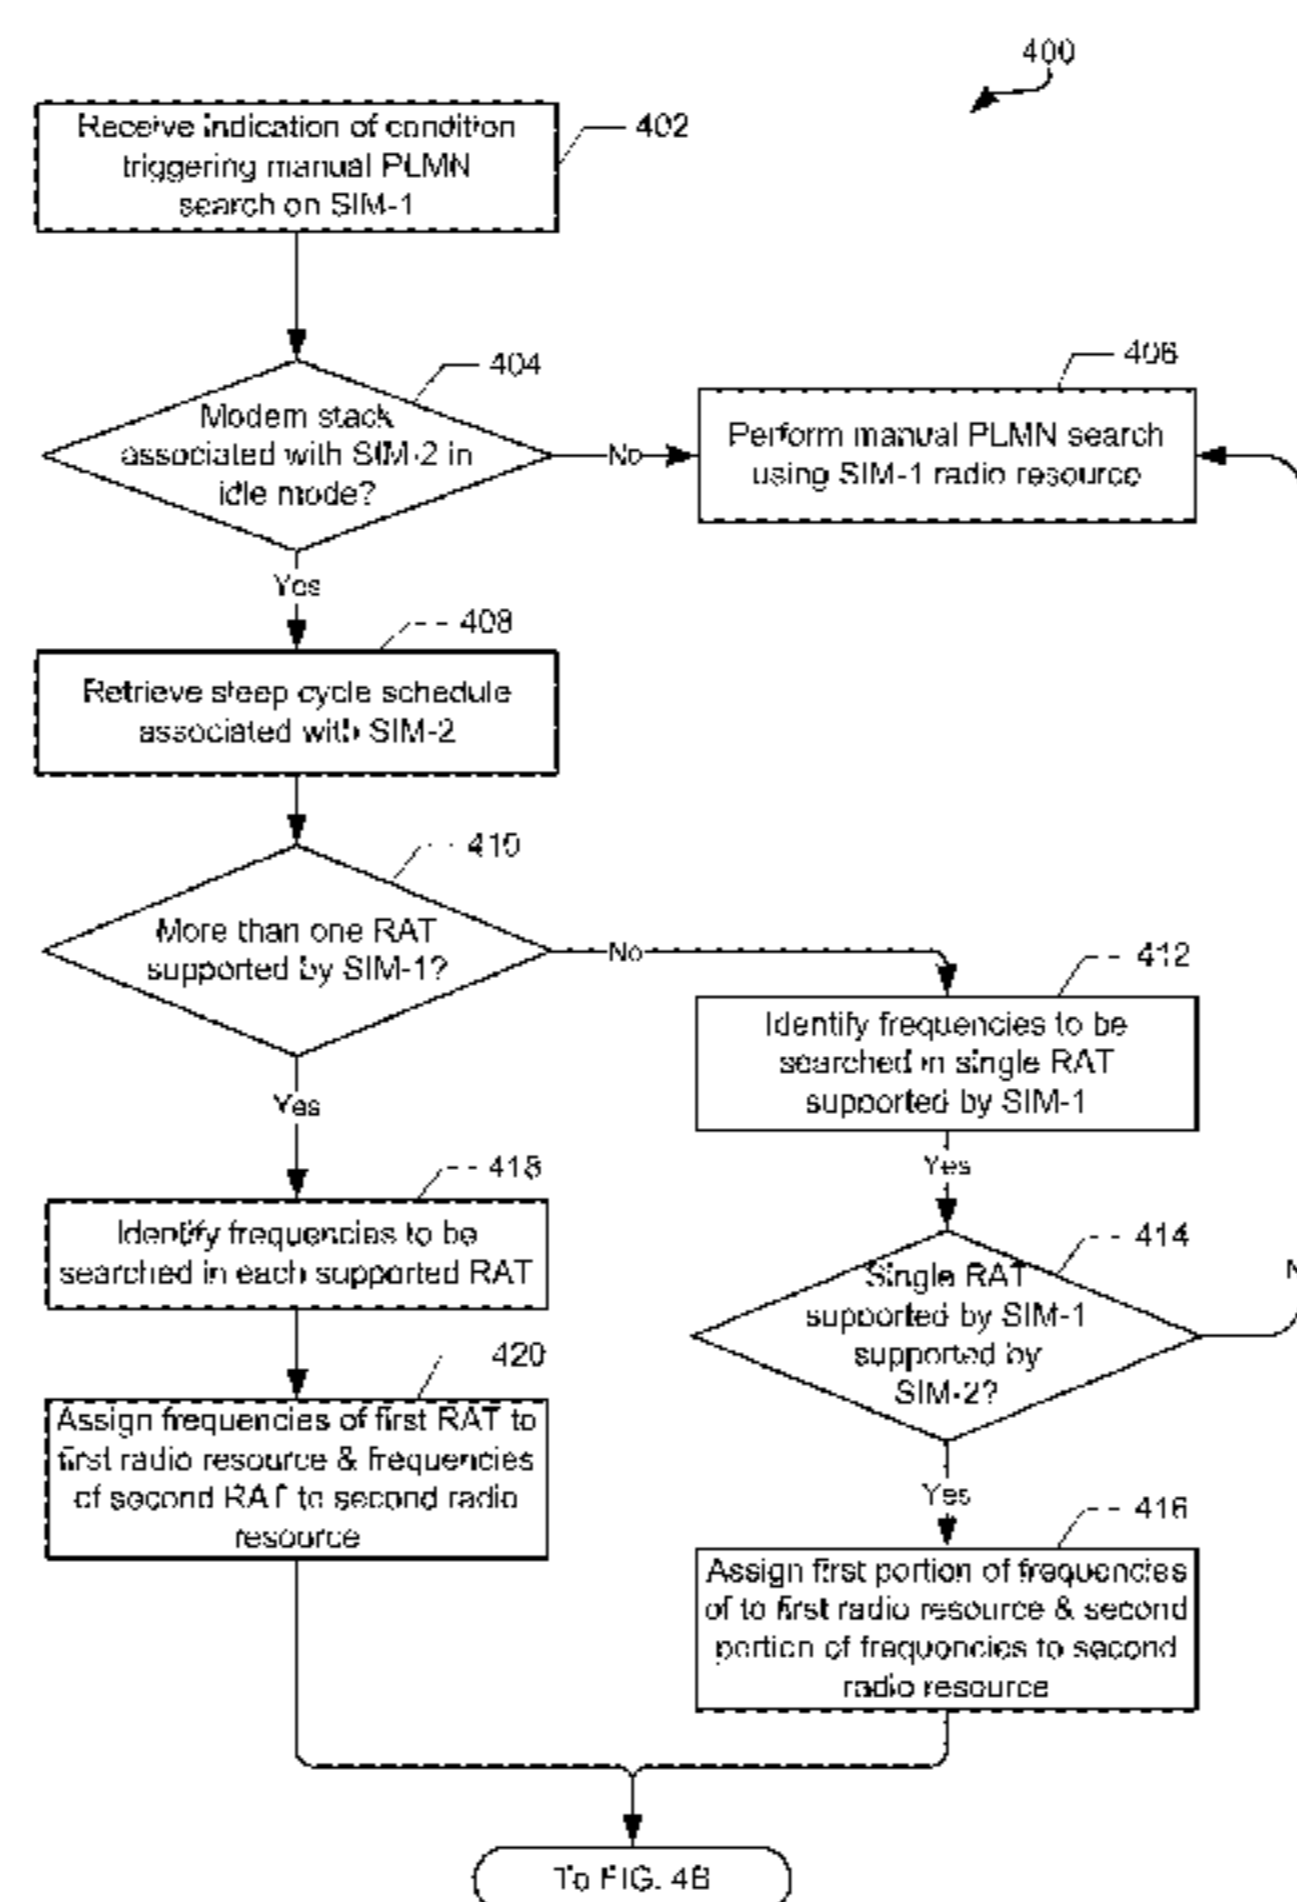 400
Receive indication of condition
triggering manual PLMN
search on SIM-1
402
404
Modem stack
associated with SIM-2 in
idle mode?
No
406
Perform manual PLMN search
using SIM-1 radio resource
Yes
408
Retrieve sleep cycle schedule
associated with SIM-2
410
More than one RAT
supported by SIM-1?
No
412
Identify frequencies to be
searched in single RAT
supported by SIM-1
Yes
Yes
418
Identify frequencies to be
searched in each supported RAT
414
Single RAT
supported by SIM-1
supported by
SIM-2?
420
Assign frequencies of first RAT to
first radio resource & frequencies
of second RAT to second radio
resource
Yes
416
Assign first portion of frequencies
of to first radio resource & second
portion of frequencies to second
radio resource
To FIG. 4B